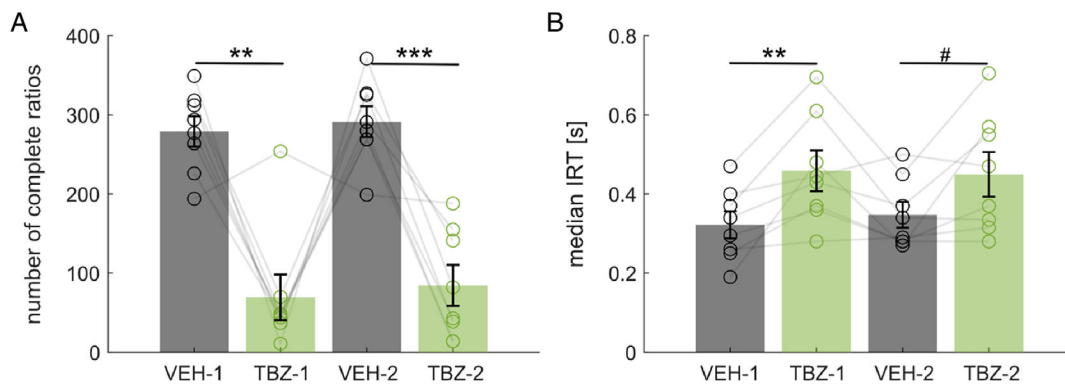 A
number of complete ratios
400
300
200
100
0
**
***
VEH-1 TBZ-1 VEH-2 TBZ-2
B
median IRT [s]
0.8
0.6
0.4
0.2
0.0
**
#
VEH-1 TBZ-1 VEH-2 TBZ-2